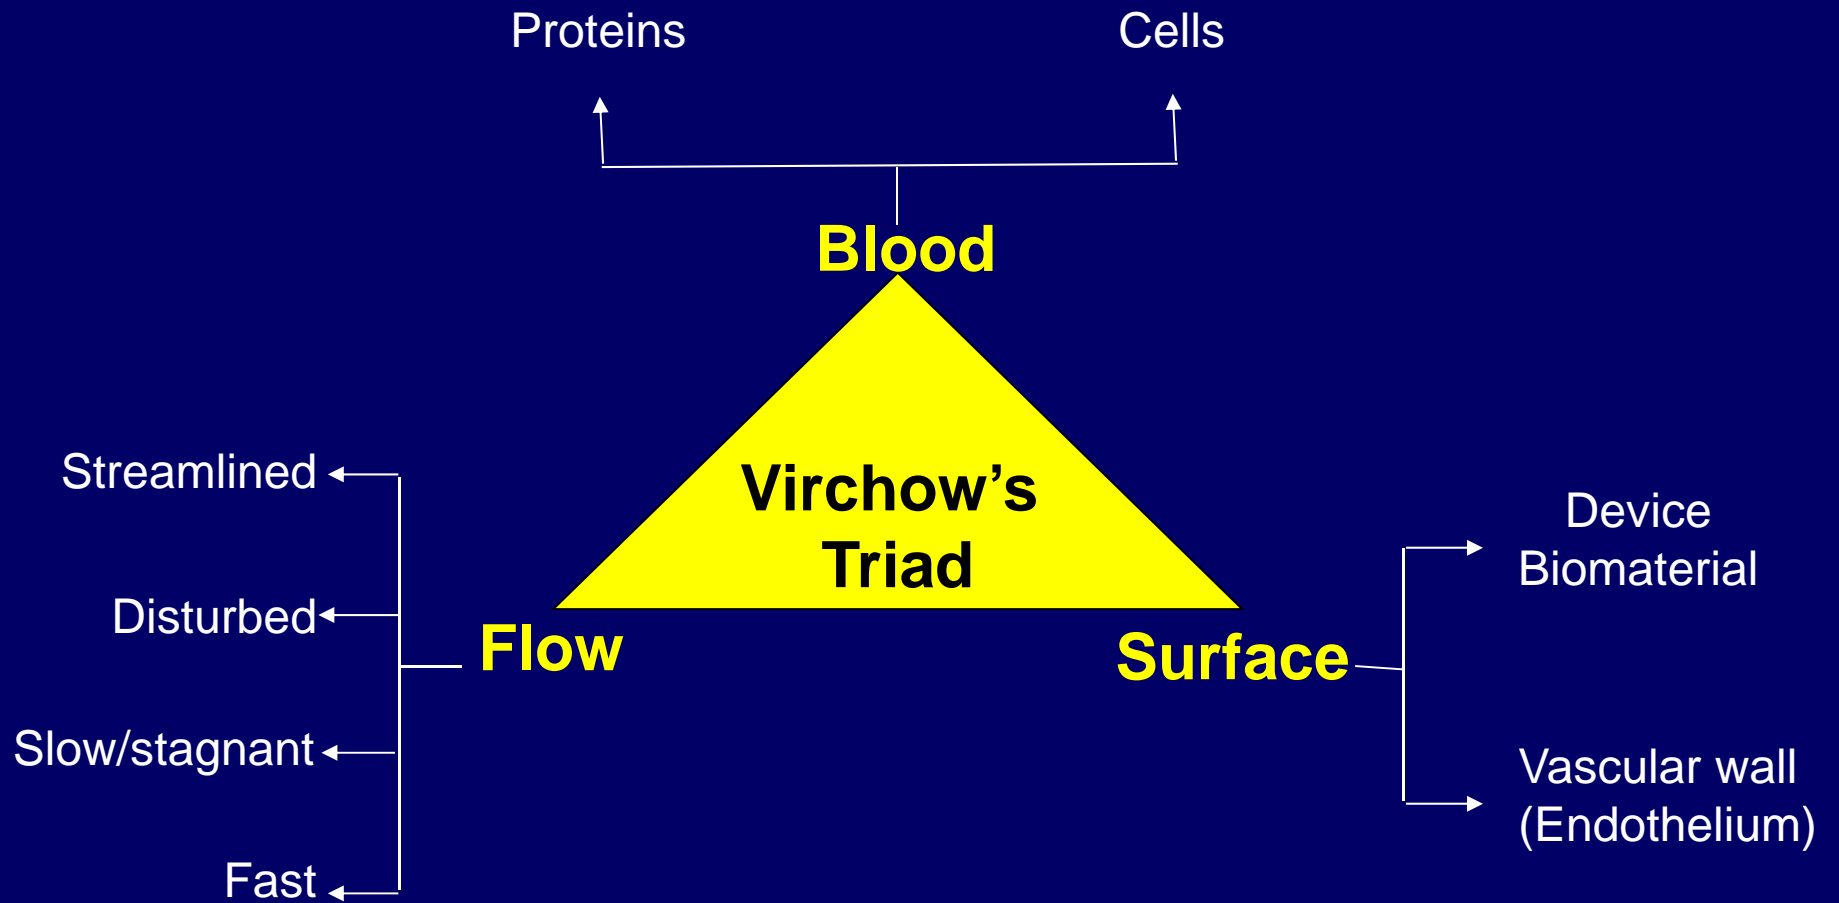 Proteins
Cells
Blood
Virchow’s
Triad
Flow
Surface
Streamlined
Disturbed
Slow/stagnant
Fast
Device
Biomaterial
Vascular wall
(Endothelium)